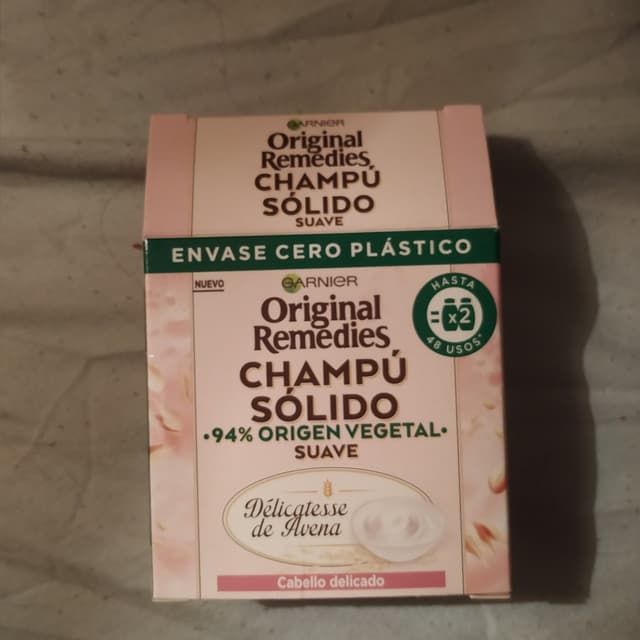 GARNIER
Original
Remedies
CHAMPÚ
SÓLIDO
SUAVE
ENVASE CERO PLÁSTICO
NUEVO
GARNIER
Original
Remedies
CHAMPÚ
SÓLIDO
•94% ORIGEN VEGETAL•
SUAVE
HASTA
= x2
48 USOS*
Délicatesse
de Avena
Cabello delicado